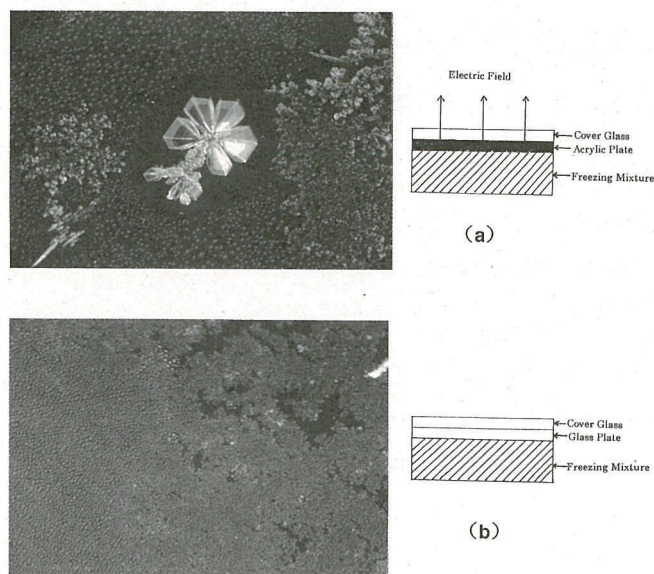 Electric Field
Cover Glass
Acrylic Plate
Freezing Mixture
(a)
Cover Glass
Glass Plate
Freezing Mixture
(b)